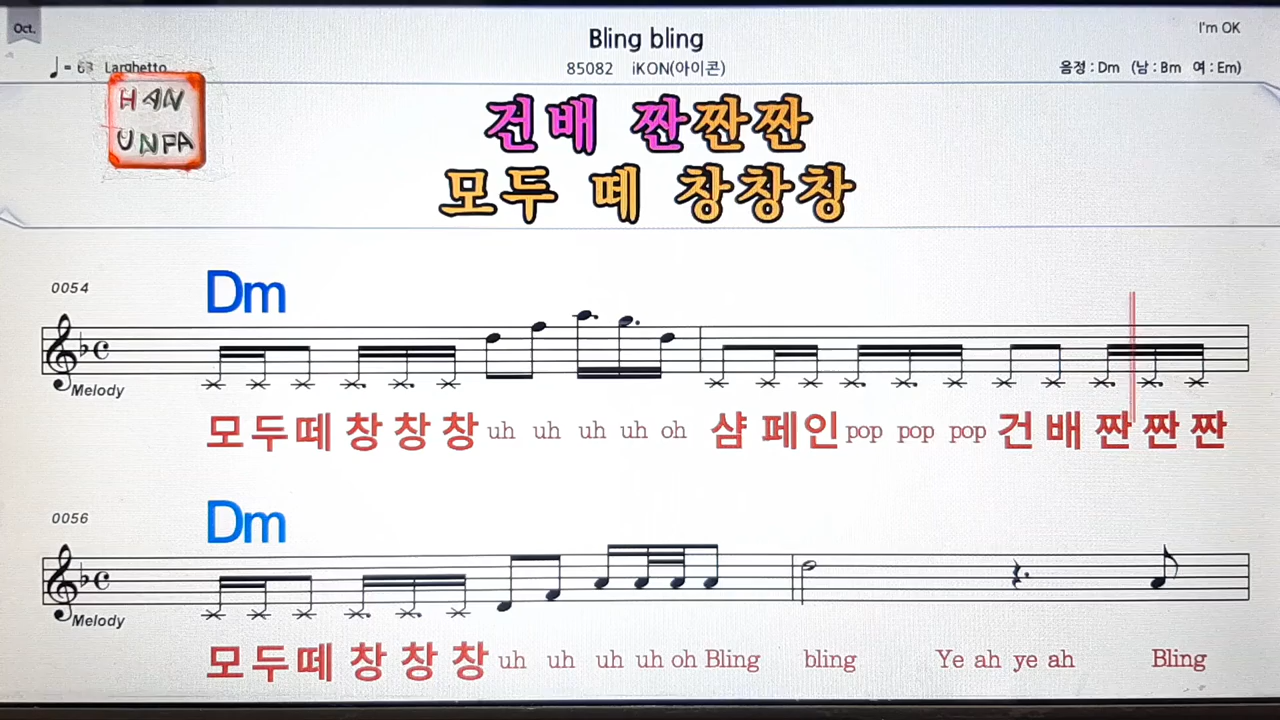 Oct.
Bling bling
I'm OK
♩ = 63 Larghetto
85082 iKON(아이콘)
음정 : Dm (남 : Bm 여 : Em)
HAN
UNFA
건배 짠짠짠
모두 떼 창창창
0054
Dm
Melody
모두떼 창 창 창 uh uh uh uh oh 샴 페인 pop pop pop 건 배 짠 짠 짠
0056
Dm
Melody
모두떼 창 창 창 uh uh uh uh oh Bling bling Ye ah ye ah Bling